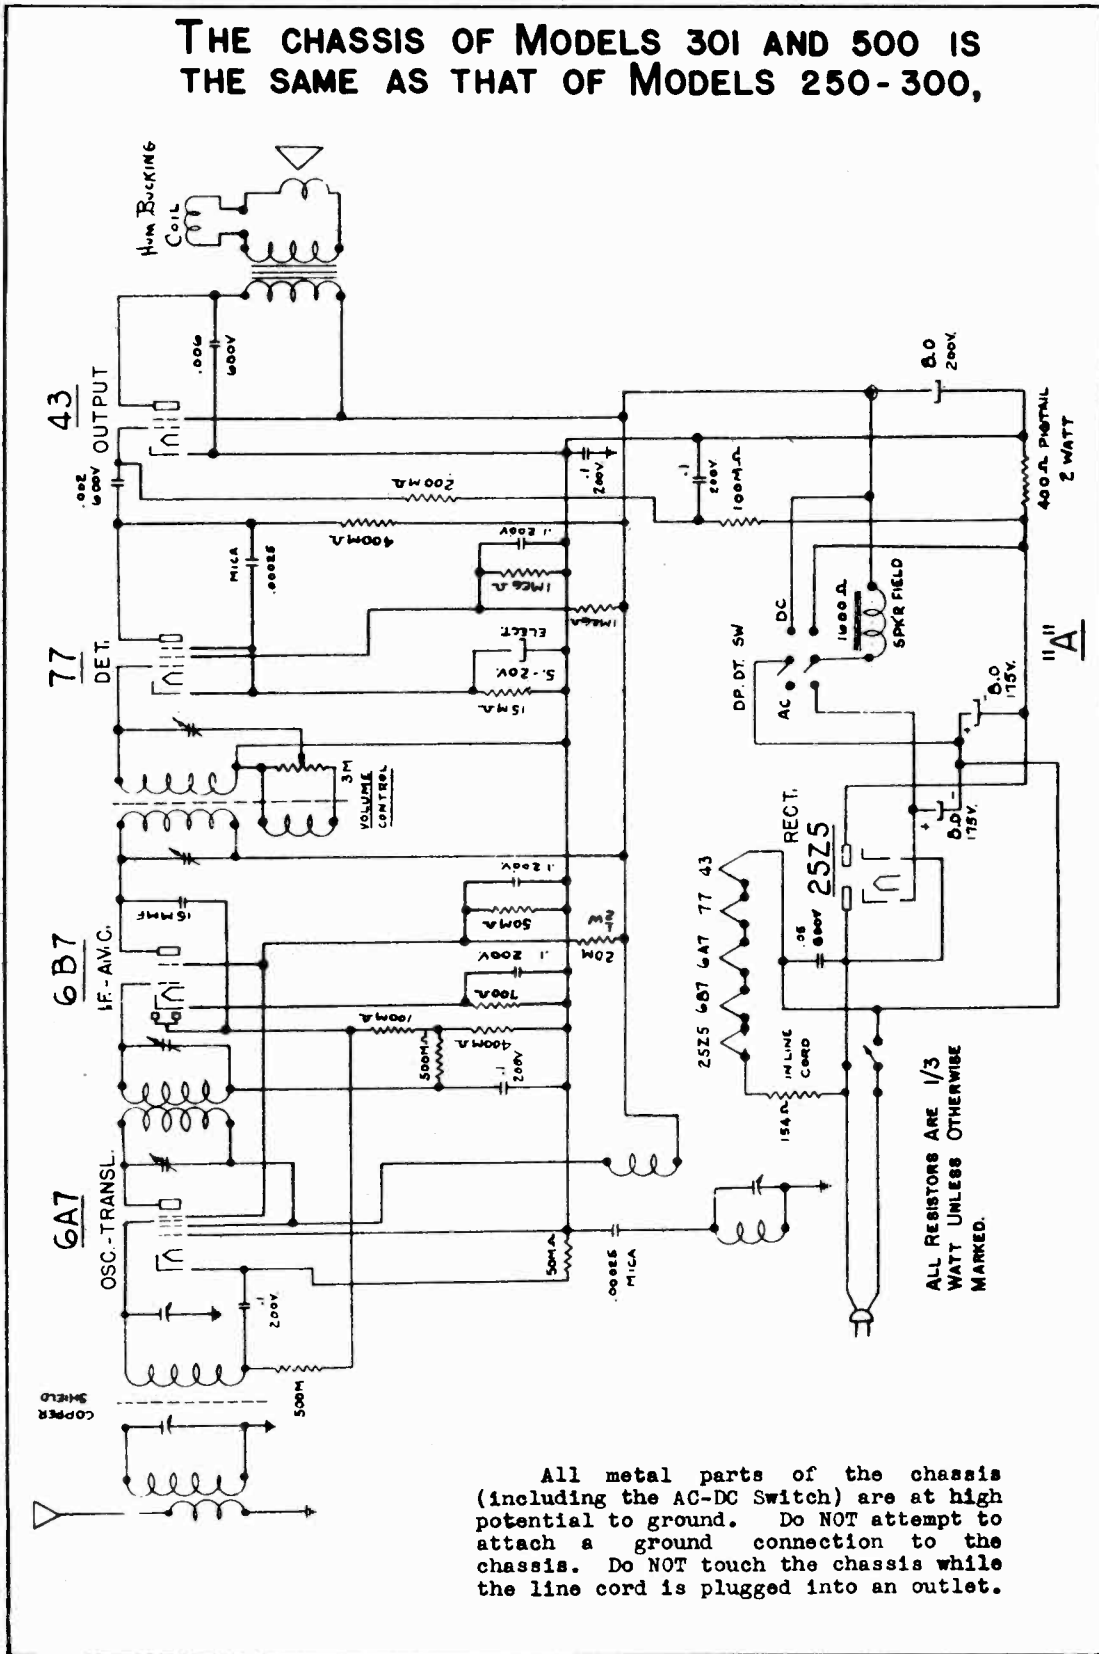 THE CHASSIS OF MODELS 301 AND 500 IS
THE SAME AS THAT OF MODELS 250-300,
HUM BUCKING
COIL
.006
600V
43
OUTPUT
.002
600V
200MΩ
.1
200V
.1
200V
100MΩ
8.0
200V.
400Ω PIGTAIL
2 WATT
400MΩ
MICA
.00025
.1 200V
1MEGΩ
1MEGΩ
77
DET.
ELECT.
5.-20V.
15MΩ
DP. DT. SW
DC
AC
1600Ω
SPKR FIELD
"A"
8.0
175V.
+
-
3M
VOLUME
CONTROL
RECT.
25Z5
+
-
8.0
175V.
.1 200V.
50MΩ
15MMF
6B7
I.F.-A.V.C.
20M
.1
200V.
700Ω
100MΩ
400MΩ
500MΩ
.1
200V
25Z5 6B7 6A7 77 43
.05
600V
IN LINE
CORD
154Ω
6A7
OSC.-TRANSL.
50MΩ
.00025
MICA
.1
200V.
500M
COPPER
SHIELD
ALL RESISTORS ARE 1/3
WATT UNLESS OTHERWISE
MARKED.
All metal parts of the chassis
(including the AC-DC Switch) are at high
potential to ground. Do NOT attempt to
attach a ground connection to the
chassis. Do NOT touch the chassis while
the line cord is plugged into an outlet.